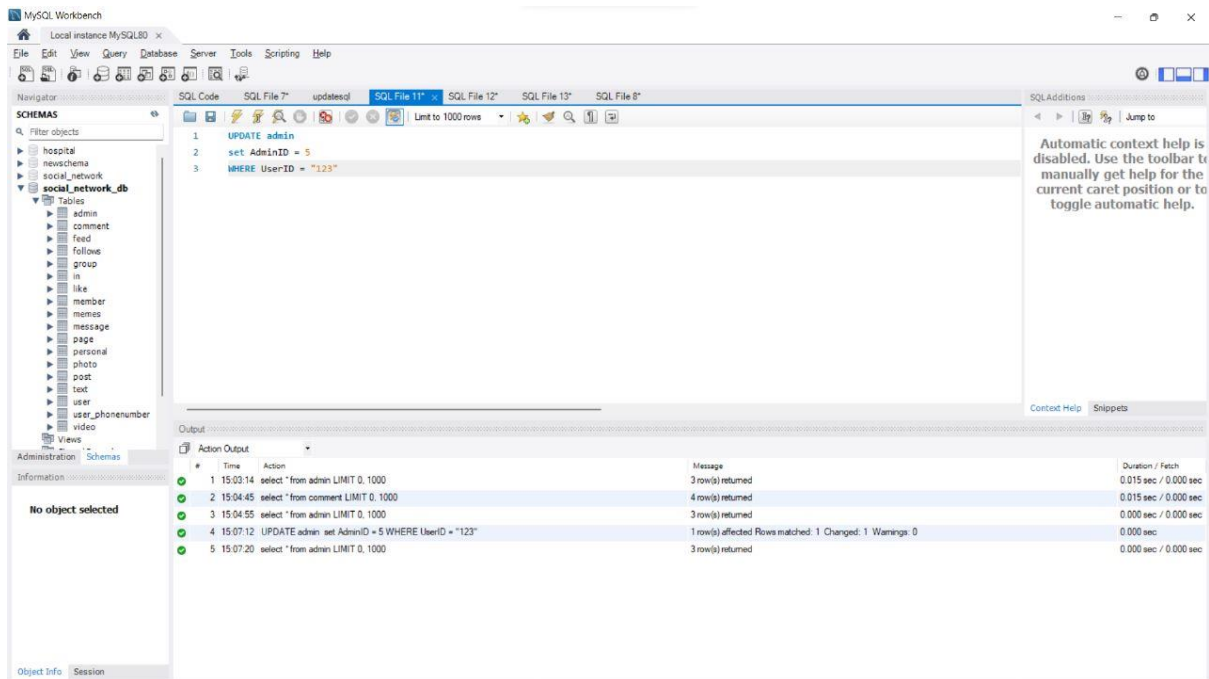 MySQL Workbench
Local instance MySQL80
File Edit View Query Database Server Tools Scripting Help
Navigator
SCHEMAS
Filter objects
hospital
newschema
social_network
social_network_db
Tables
admin
comment
feed
follows
group
in
like
member
memes
message
page
personal
photo
post
text
user
user_phonenumber
video
Views
Administration Schemas
Information
No object selected
Object Info Session
SQL Code SQL File 7* updatesql SQL File 11* SQL File 12* SQL File 13* SQL File 8*
Limit to 1000 rows
1 UPDATE admin
2 set AdminID = 5
3 WHERE UserID = "123"
SQLAdditions
Jump to
Automatic context help is
disabled. Use the toolbar to
manually get help for the
current caret position or to
toggle automatic help.
Context Help Snippets
Output
Action Output
# Time Action Message Duration / Fetch
1 15:03:14 select * from admin LIMIT 0, 1000 3 row(s) returned 0.015 sec / 0.000 sec
2 15:04:45 select * from comment LIMIT 0, 1000 4 row(s) returned 0.015 sec / 0.000 sec
3 15:04:55 select * from admin LIMIT 0, 1000 3 row(s) returned 0.000 sec / 0.000 sec
4 15:07:12 UPDATE admin set AdminID = 5 WHERE UserID = "123" 1 row(s) affected Rows matched: 1 Changed: 1 Warnings: 0 0.000 sec
5 15:07:20 select * from admin LIMIT 0, 1000 3 row(s) returned 0.000 sec / 0.000 sec